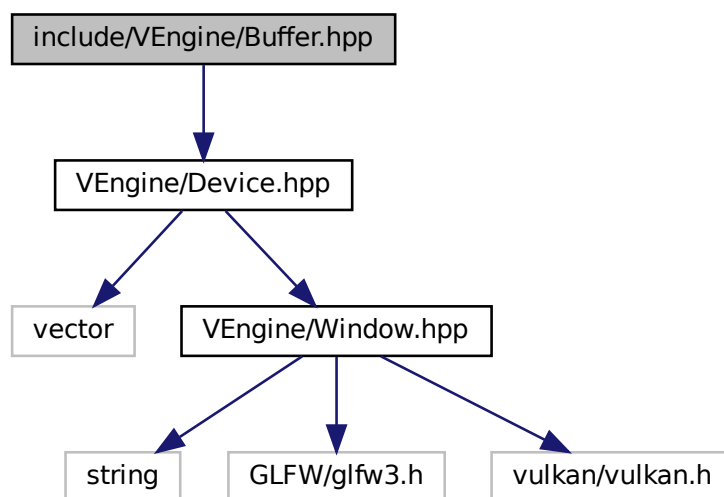 include/VEngine/Buffer.hpp
VEngine/Device.hpp
vector
VEngine/Window.hpp
string
GLFW/glfw3.h
vulkan/vulkan.h